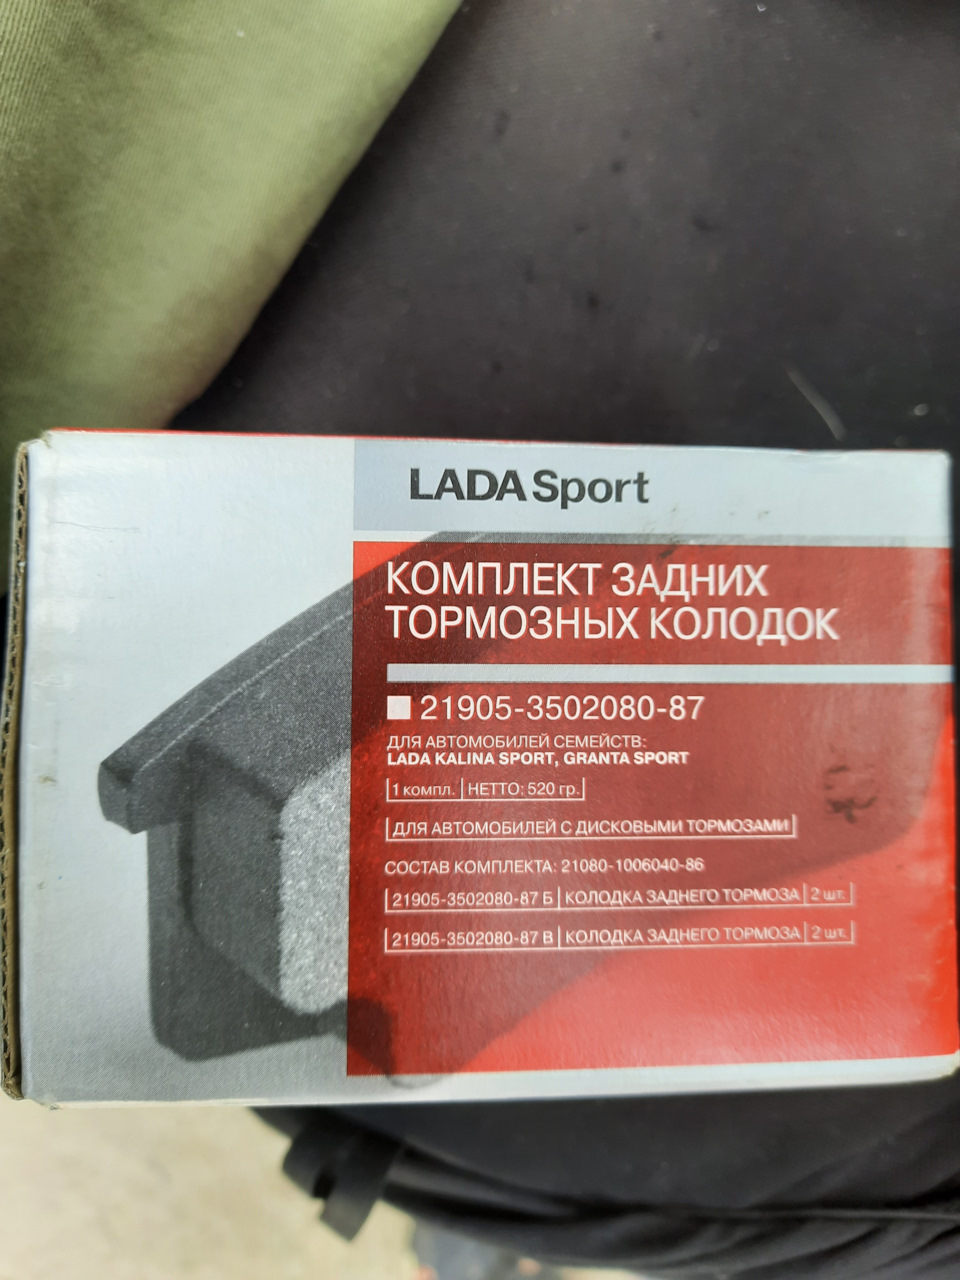 LADA Sport
КОМПЛЕКТ ЗАДНИХ
ТОРМОЗНЫХ КОЛОДОК
21905-3502080-87
ДЛЯ АВТОМОБИЛЕЙ СЕМЕЙСТВ:
LADA KALINA SPORT, GRANTA SPORT
1 компл. НЕТТО: 520 гр.
ДЛЯ АВТОМОБИЛЕЙ С ДИСКОВЫМИ ТОРМОЗАМИ
СОСТАВ КОМПЛЕКТА: 21080-1006040-86
21905-3502080-87 Б КОЛОДКА ЗАДНЕГО ТОРМОЗА 2 шт.
21905-3502080-87 В КОЛОДКА ЗАДНЕГО ТОРМОЗА 2 шт.